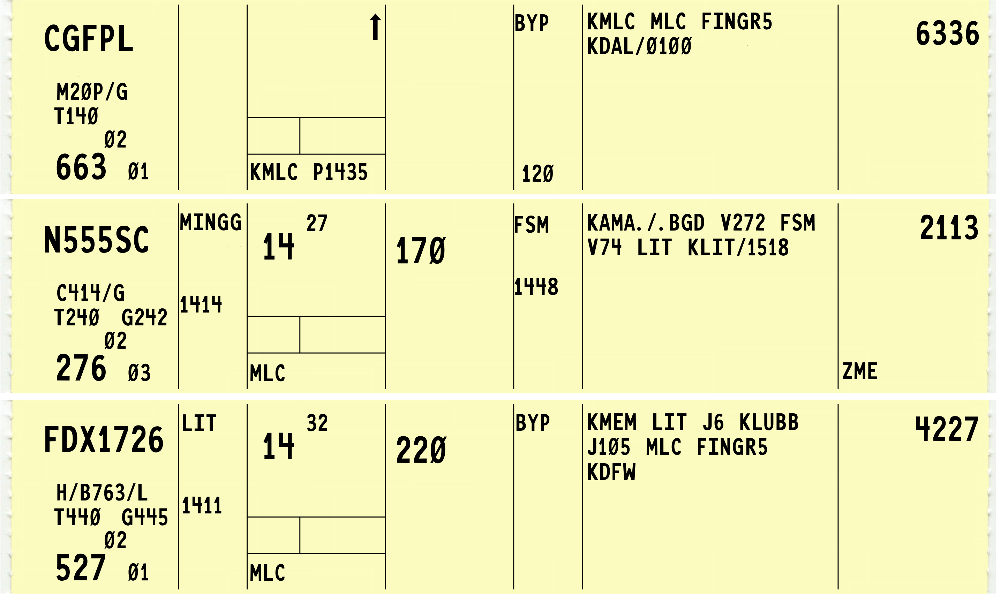 CGFPL
M2ØP/G
T14Ø
Ø2
663 Ø1
↑
KMLC P1435
BYP
12Ø
KMLC MLC FINGR5
KDAL/Ø1ØØ
6336
N555SC
C414/G
T24Ø G242
Ø2
276 Ø3
MINGG
1414
27
14
MLC
17Ø
FSM
1448
KAMA./.BGD V272 FSM
V74 LIT KLIT/1518
2113
ZME
FDX1726
H/B763/L
T44Ø G445
Ø2
527 Ø1
LIT
1411
32
14
MLC
22Ø
BYP
KMEM LIT J6 KLUBB
J1Ø5 MLC FINGR5
KDFW
4227